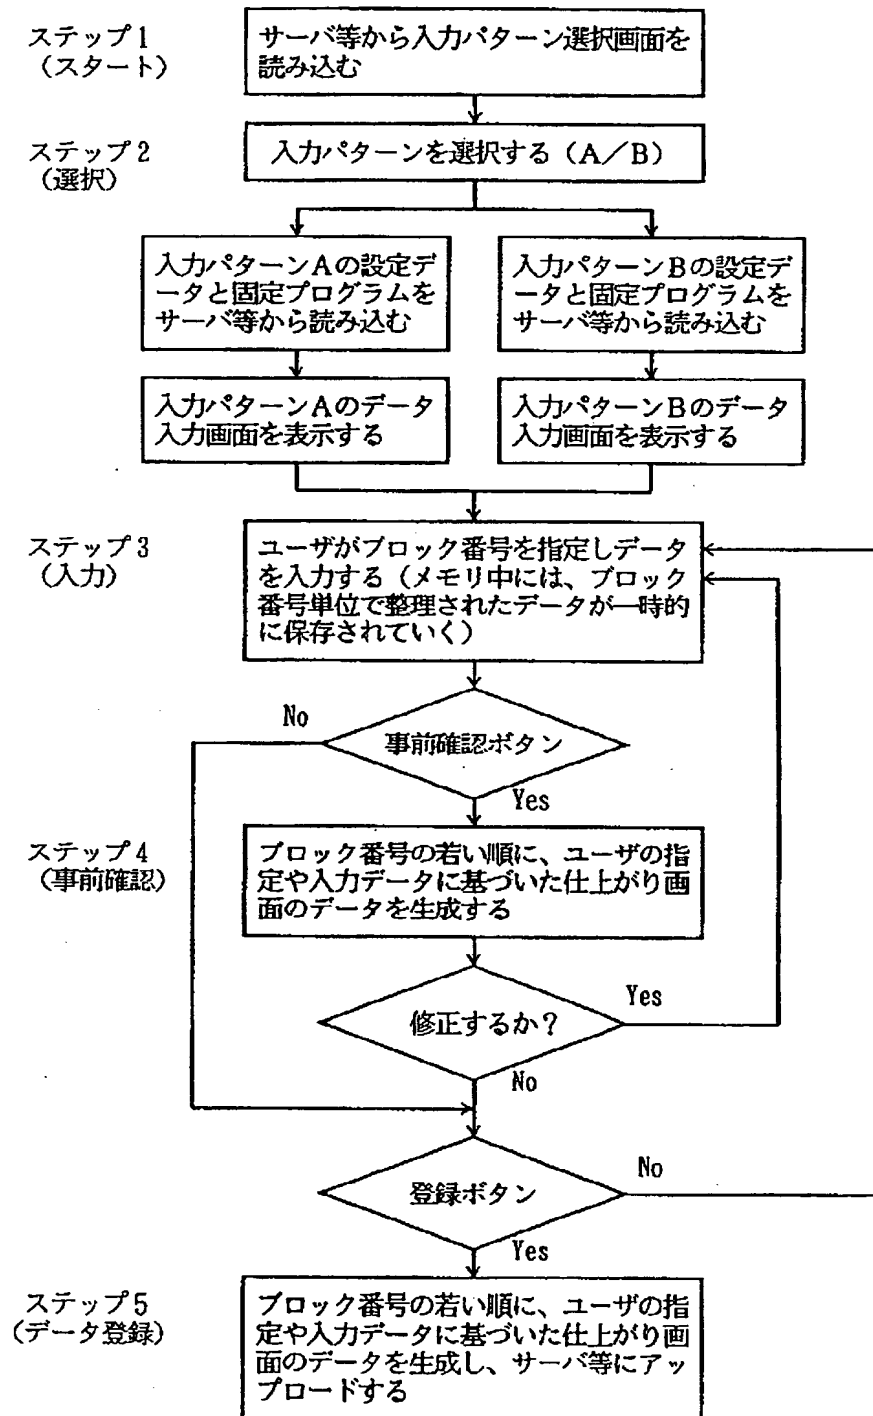 ステップ1
（スタート）
サーバ等から入力パターン選択画面を
読み込む
ステップ2
（選択）
入力パターンを選択する（A／B）
入力パターンAの設定デ
ータと固定プログラムを
サーバ等から読み込む
入力パターンBの設定デ
ータと固定プログラムを
サーバ等から読み込む
入力パターンAのデータ
入力画面を表示する
入力パターンBのデータ
入力画面を表示する
ステップ3
（入力）
ユーザがブロック番号を指定しデータ
を入力する（メモリ中には、ブロック
番号単位で整理されたデータが一時的
に保存されていく）
No
事前確認ボタン
Yes
ステップ4
（事前確認）
ブロック番号の若い順に、ユーザの指
定や入力データに基づいた仕上がり画
面のデータを生成する
修正するか？
Yes
No
登録ボタン
No
Yes
ステップ5
（データ登録）
ブロック番号の若い順に、ユーザの指
定や入力データに基づいた仕上がり画
面のデータを生成し、サーバ等にアッ
プロードする